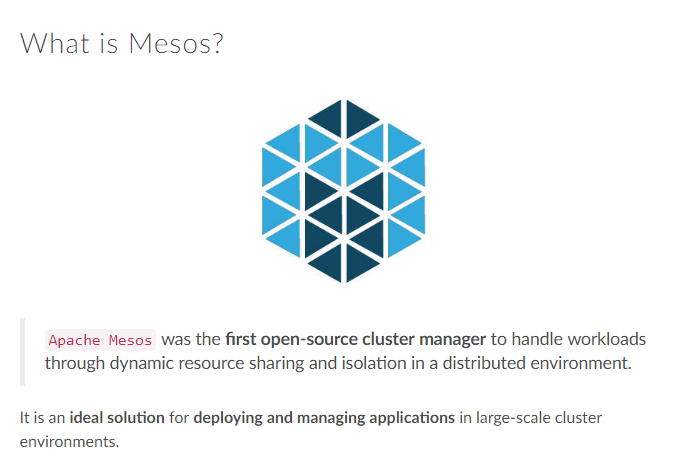 What is Mesos?
Apache Mesos was the first open-source cluster manager to handle workloads
through dynamic resource sharing and isolation in a distributed environment.
It is an ideal solution for deploying and managing applications in large-scale cluster
environments.